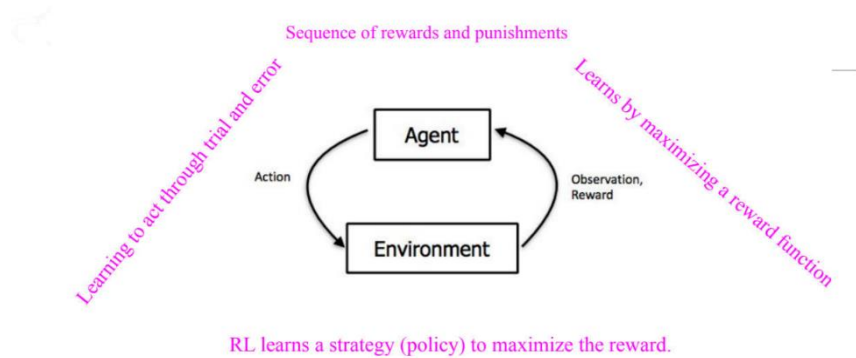 Sequence of rewards and punishments
Learning to act through trial and error
Learns by maximizing a reward function
Agent
Action
Observation,
Reward
Environment
RL learns a strategy (policy) to maximize the reward.